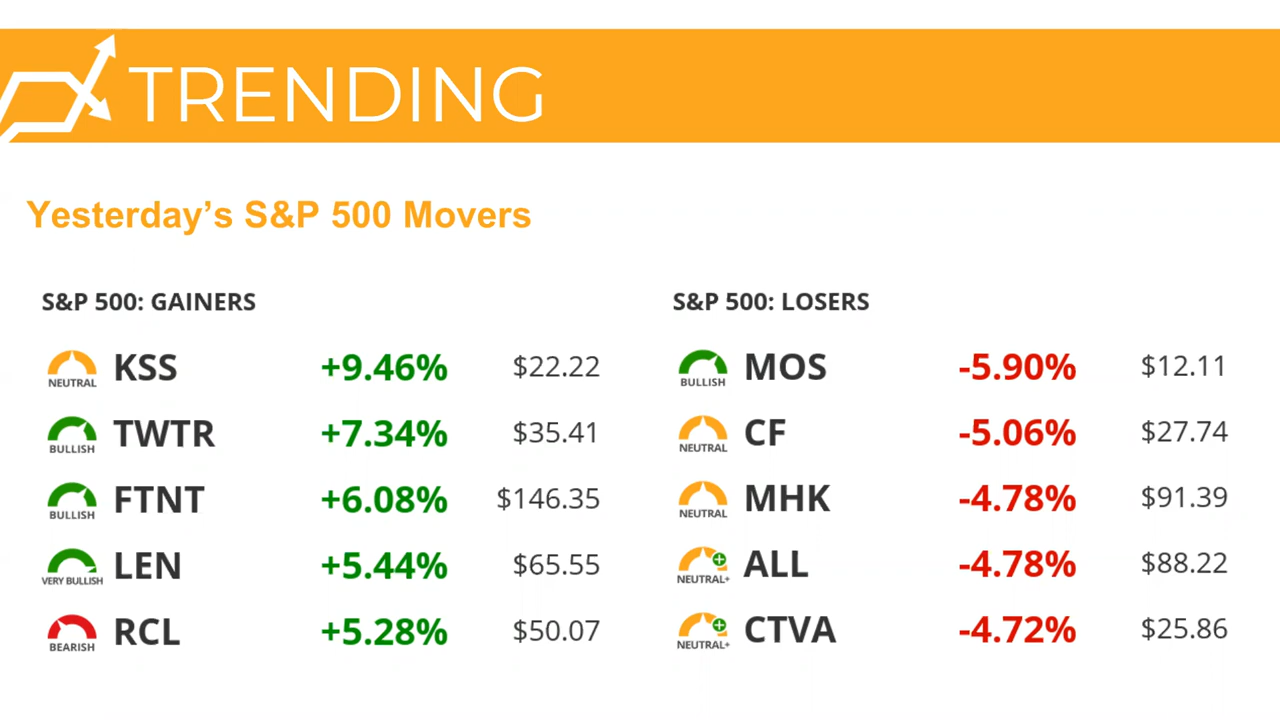 TRENDING
Yesterday’s S&P 500 Movers
S&P 500: GAINERS
NEUTRAL KSS +9.46% $22.22
BULLISH TWTR +7.34% $35.41
BULLISH FTNT +6.08% $146.35
VERY BULLISH LEN +5.44% $65.55
BEARISH RCL +5.28% $50.07
S&P 500: LOSERS
BULLISH MOS -5.90% $12.11
NEUTRAL CF -5.06% $27.74
NEUTRAL MHK -4.78% $91.39
NEUTRAL+ ALL -4.78% $88.22
NEUTRAL+ CTVA -4.72% $25.86